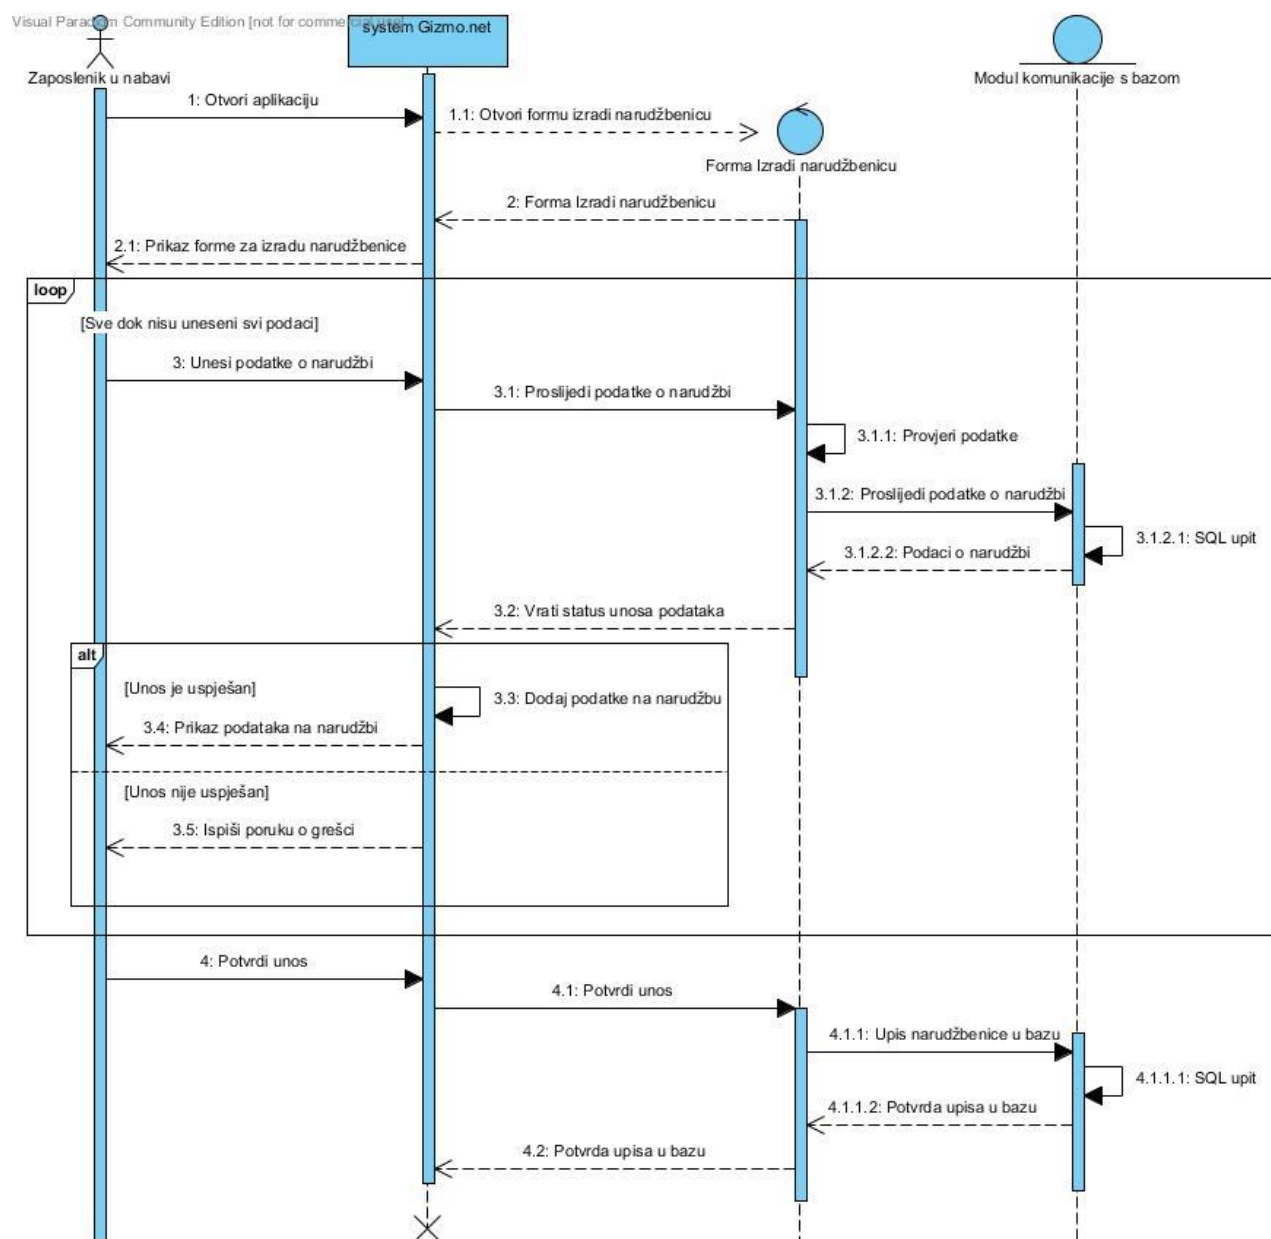 Visual Paradigm Community Edition [not for commercial use]
system Gizmo.net
Zaposlenik u nabavi
Modul komunikacije s bazom
1: Otvori aplikaciju
1.1: Otvori formu izradi narudžbenicu
Forma Izradi narudžbenicu
2: Forma Izradi narudžbenicu
2.1: Prikaz forme za izradu narudžbenice
loop
[Sve dok nisu uneseni svi podaci]
3: Unesi podatke o narudžbi
3.1: Proslijedi podatke o narudžbi
3.1.1: Provjeri podatke
3.1.2: Proslijedi podatke o narudžbi
3.1.2.1: SQL upit
3.1.2.2: Podaci o narudžbi
3.2: Vrati status unosa podataka
alt
[Unos je uspješan]
3.3: Dodaj podatke na narudžbu
3.4: Prikaz podataka na narudžbi
[Unos nije uspješan]
3.5: Ispiši poruku o grešci
4: Potvrdi unos
4.1: Potvrdi unos
4.1.1: Upis narudžbenice u bazu
4.1.1.1: SQL upit
4.1.1.2: Potvrda upisa u bazu
4.2: Potvrda upisa u bazu